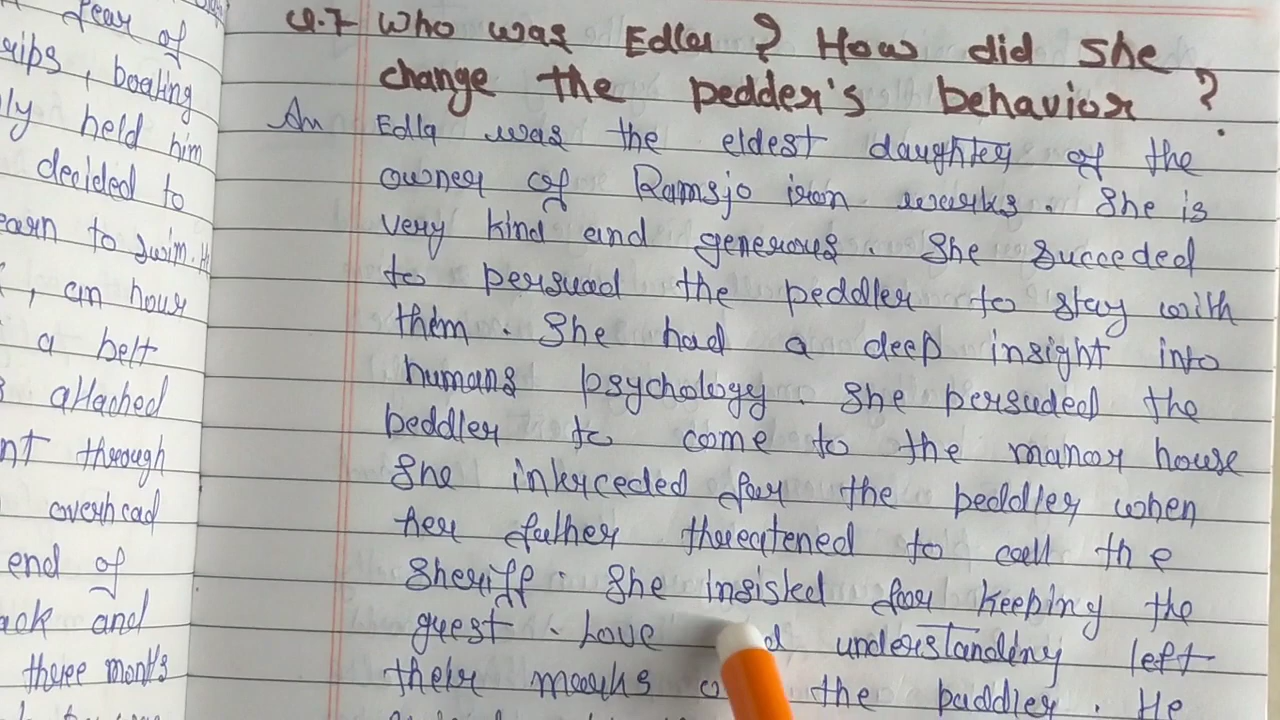 fear of
rips, boating
ly held him
decided to
earn to swim. H
, an hour
a belt
attached
nt through
overhead
end of
ack and
three months
Q.7 Who was Edla ? How did she
change the pedder's behavior ?
An Edla was the eldest daughter of the
owner of Ramsjo iron works. She is
very kind and generous. She succeded
to persuad the peddler to stay with
them. She had a deep insight into
humans psychology. She persuded the
peddler to come to the manor house
She interceded for the peddler when
her father threatened to call the
Sheriff. She insisted for keeping the
guest. Love understanding left
their marks the paddler. He